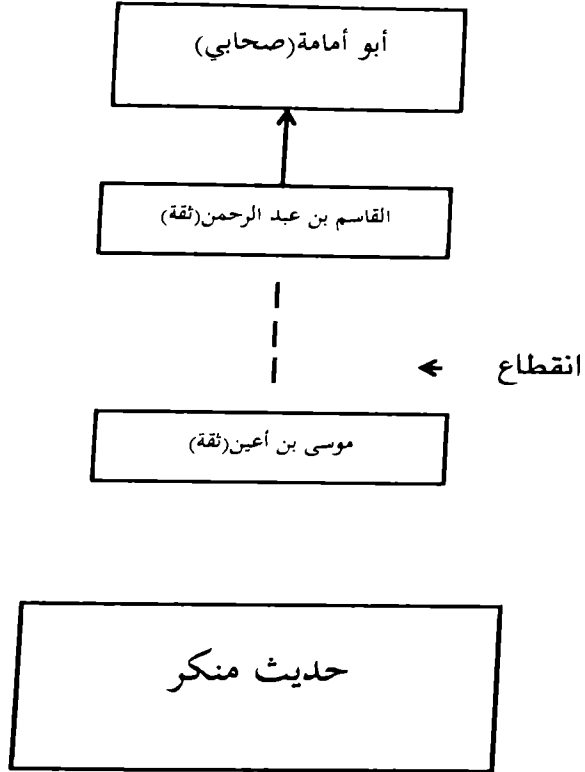 أبو أمامة(صحابي)
القاسم بن عبد الرحمن(ثقة)
انقطاع
موسى بن أعين(ثقة)
حديث منكر